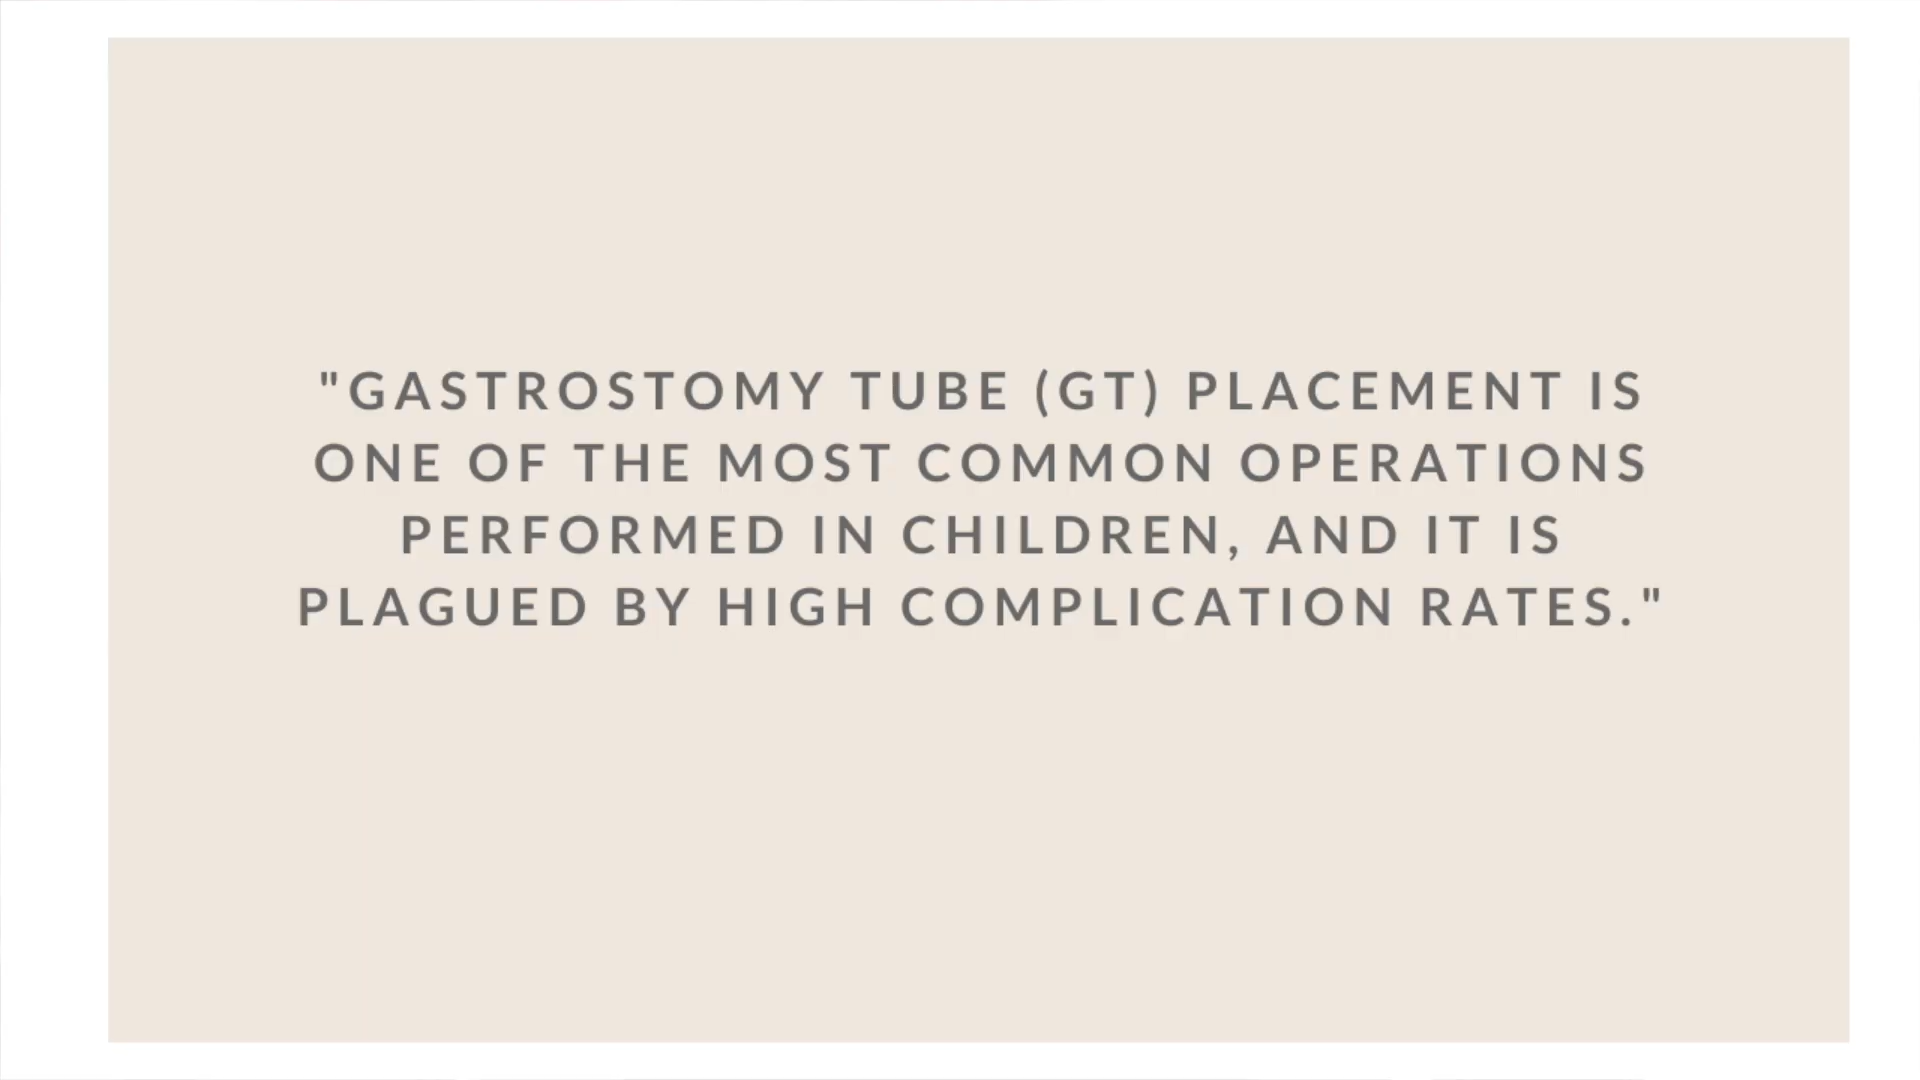 "GASTROSTOMY TUBE (GT) PLACEMENT IS
ONE OF THE MOST COMMON OPERATIONS
PERFORMED IN CHILDREN, AND IT IS
PLAGUED BY HIGH COMPLICATION RATES."